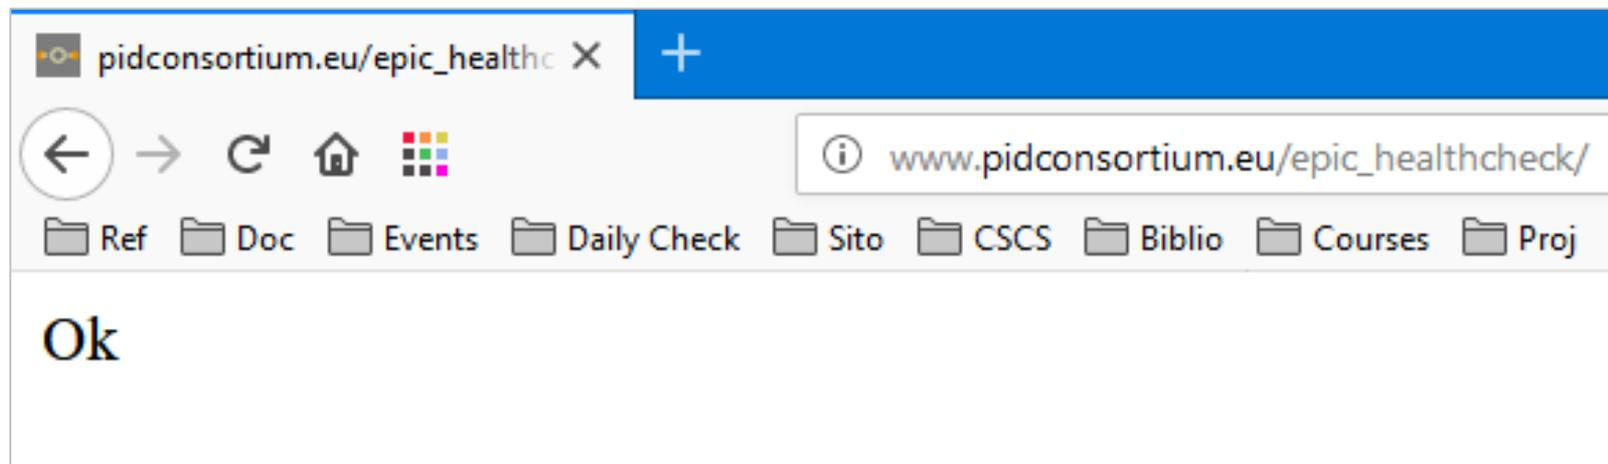 pidconsortium.eu/epic_healthc
www.pidconsortium.eu/epic_healthcheck/
Ref Doc Events Daily Check Sito CSCS Biblio Courses Proj
Ok